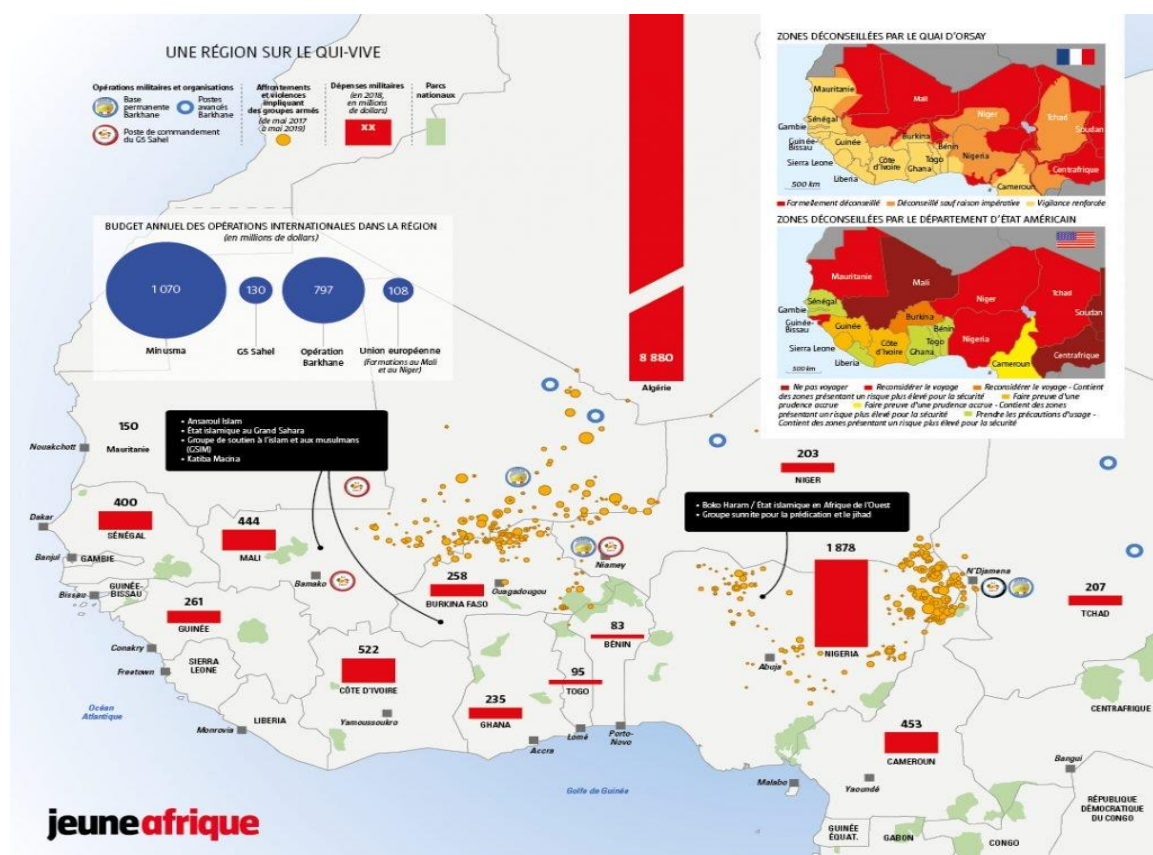 UNE RÉGION SUR LE QUI-VIVE
Opérations militaires et organisations
Base
permanente
Barkhane
Postes
avancés
Barkhane
Poste de commandement
du G5 Sahel
Affrontements
et violences
impliquant
des groupes armés
(de mai 2017
à mai 2019)
Dépenses militaires
(en 2018,
en millions
de dollars)
XX
Parcs
nationaux
BUDGET ANNUEL DES OPÉRATIONS INTERNATIONALES DANS LA RÉGION
(en millions de dollars)
1 070
130
797
108
Minusma
G5 Sahel
Opération
Barkhane
Union européenne
(Formations au Mali
et au Niger)
8 880
Algérie
ZONES DÉCONSEILLÉES PAR LE QUAI D'ORSAY
Mauritanie
Mali
Niger
Tchad
Soudan
Sénégal
Gambie
Guinée-
Bissau
Guinée
Sierra Leone
Liberia
Côte
d'Ivoire
Burkina
Ghana
Togo
Bénin
Nigeria
Cameroun
Centrafrique
500 km
Formellement déconseillé
Déconseillé sauf raison impérative
Vigilance renforcée
ZONES DÉCONSEILLÉES PAR LE DÉPARTEMENT D'ÉTAT AMÉRICAIN
Mauritanie
Mali
Niger
Tchad
Soudan
Sénégal
Gambie
Guinée-
Bissau
Guinée
Sierra Leone
Liberia
Côte
d'Ivoire
Burkina
Ghana
Togo
Bénin
Nigeria
Cameroun
Centrafrique
500 km
Ne pas voyager Reconsidérer le voyage Reconsidérer le voyage - Contient
des zones présentant un risque plus élevé pour la sécurité Faire preuve d'une
prudence accrue Faire preuve d'une prudence accrue - Contient des zones
présentant un risque plus élevé pour la sécurité Prendre les précautions d'usage -
Contient des zones présentant un risque plus élevé pour la sécurité
• Ansaroul Islam
• État islamique au Grand Sahara
• Groupe de soutien à l'islam et aux musulmans
(GSIM)
• Katiba Macina
• Boko Haram / État islamique en Afrique de l'Ouest
• Groupe sunnite pour la prédication et le jihad
150
Mauritanie
Nouakchott
400
SÉNÉGAL
Dakar
Banjul
GAMBIE
444
MALI
Bamako
203
NIGER
Niamey
GUINÉE-
BISSAU
Bissau
261
GUINÉE
Conakry
Freetown
SIERRA
LEONE
LIBERIA
Monrovia
522
CÔTE D'IVOIRE
Yamoussoukro
258
BURKINA FASO
Ouagadougou
235
GHANA
Accra
95
TOGO
Lomé
83
BÉNIN
Porto-
Novo
1 878
NIGERIA
Abuja
N'Djamena
207
TCHAD
453
CAMEROUN
Yaoundé
Malabo
CENTRAFRIQUE
Bangui
RÉPUBLIQUE
DÉMOCRATIQUE
DU CONGO
GUINÉE
ÉQUAT.
GABON
CONGO
Océan
Atlantique
Golfe de Guinée
jeuneafrique